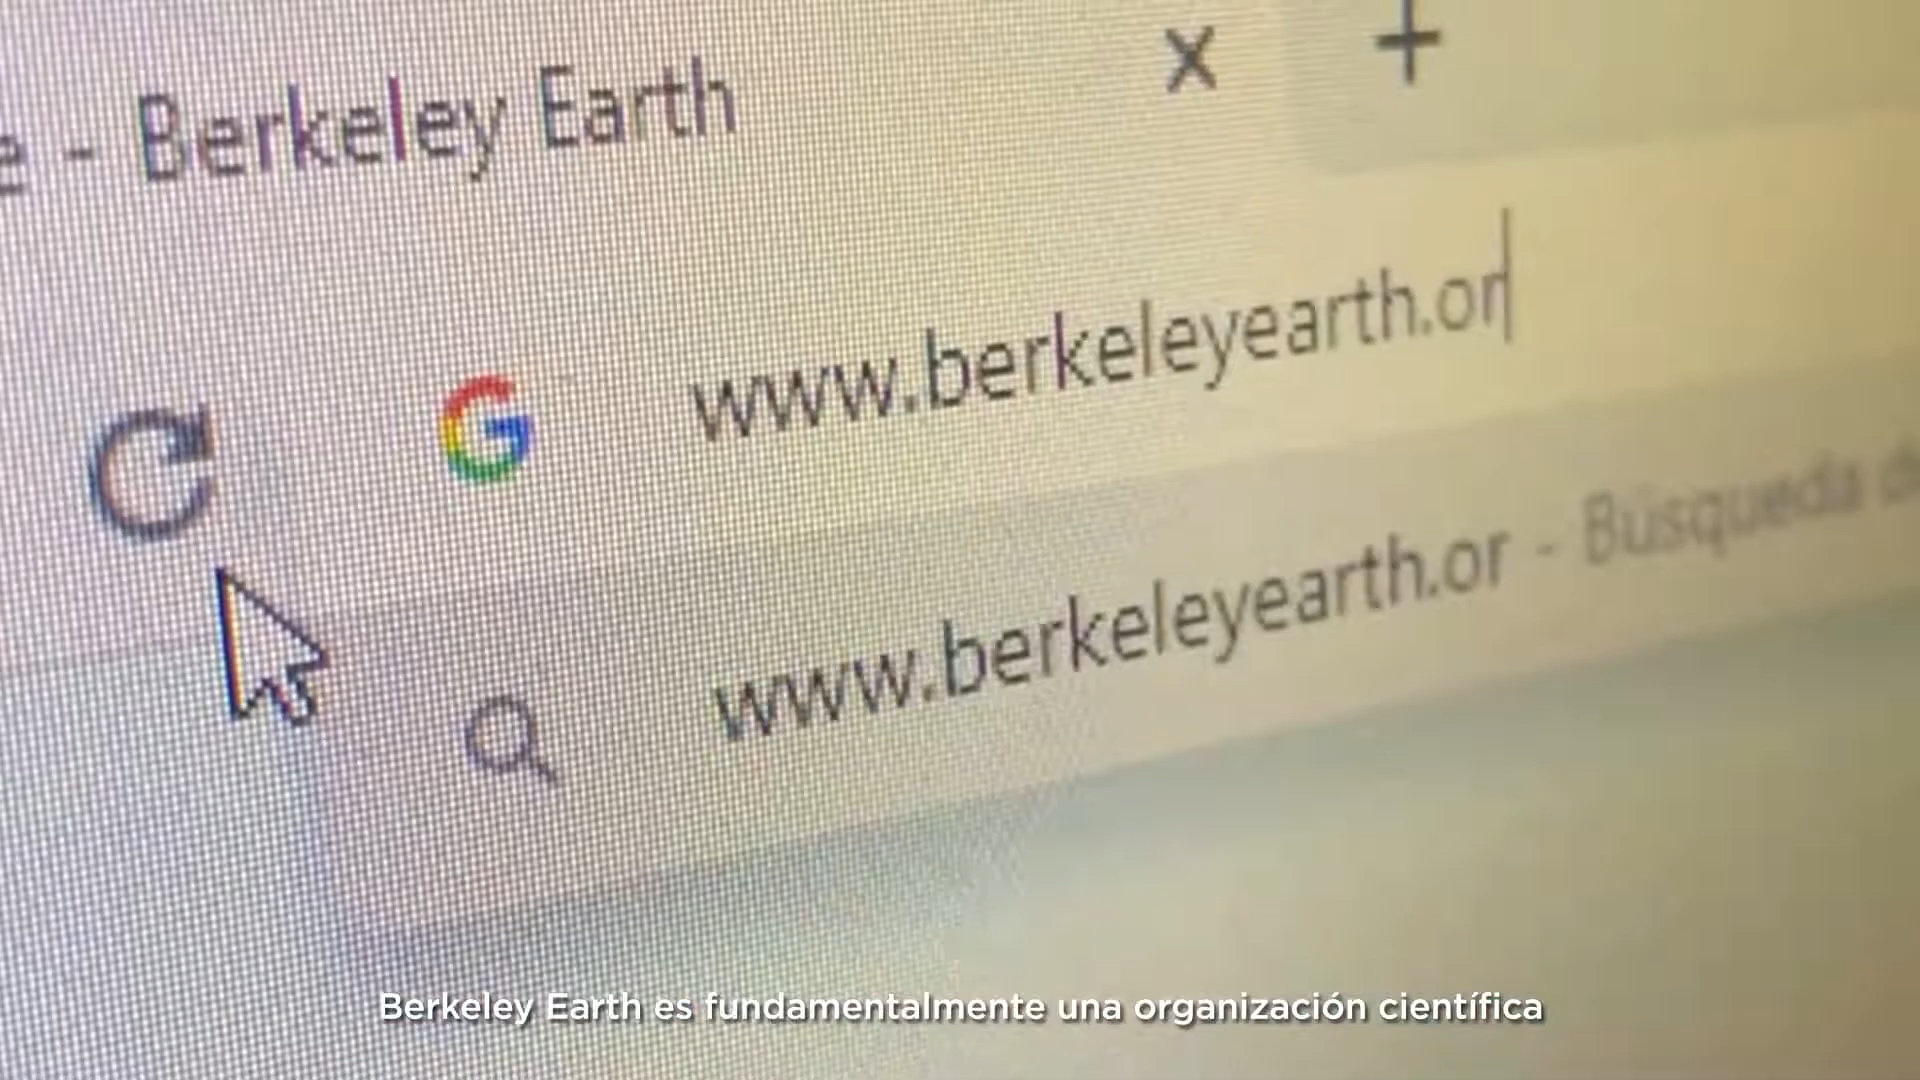 e - Berkeley Earth
www.berkeleyearth.or
www.berkeleyearth.or - Búsqueda d
Berkeley Earth es fundamentalmente una organización científica